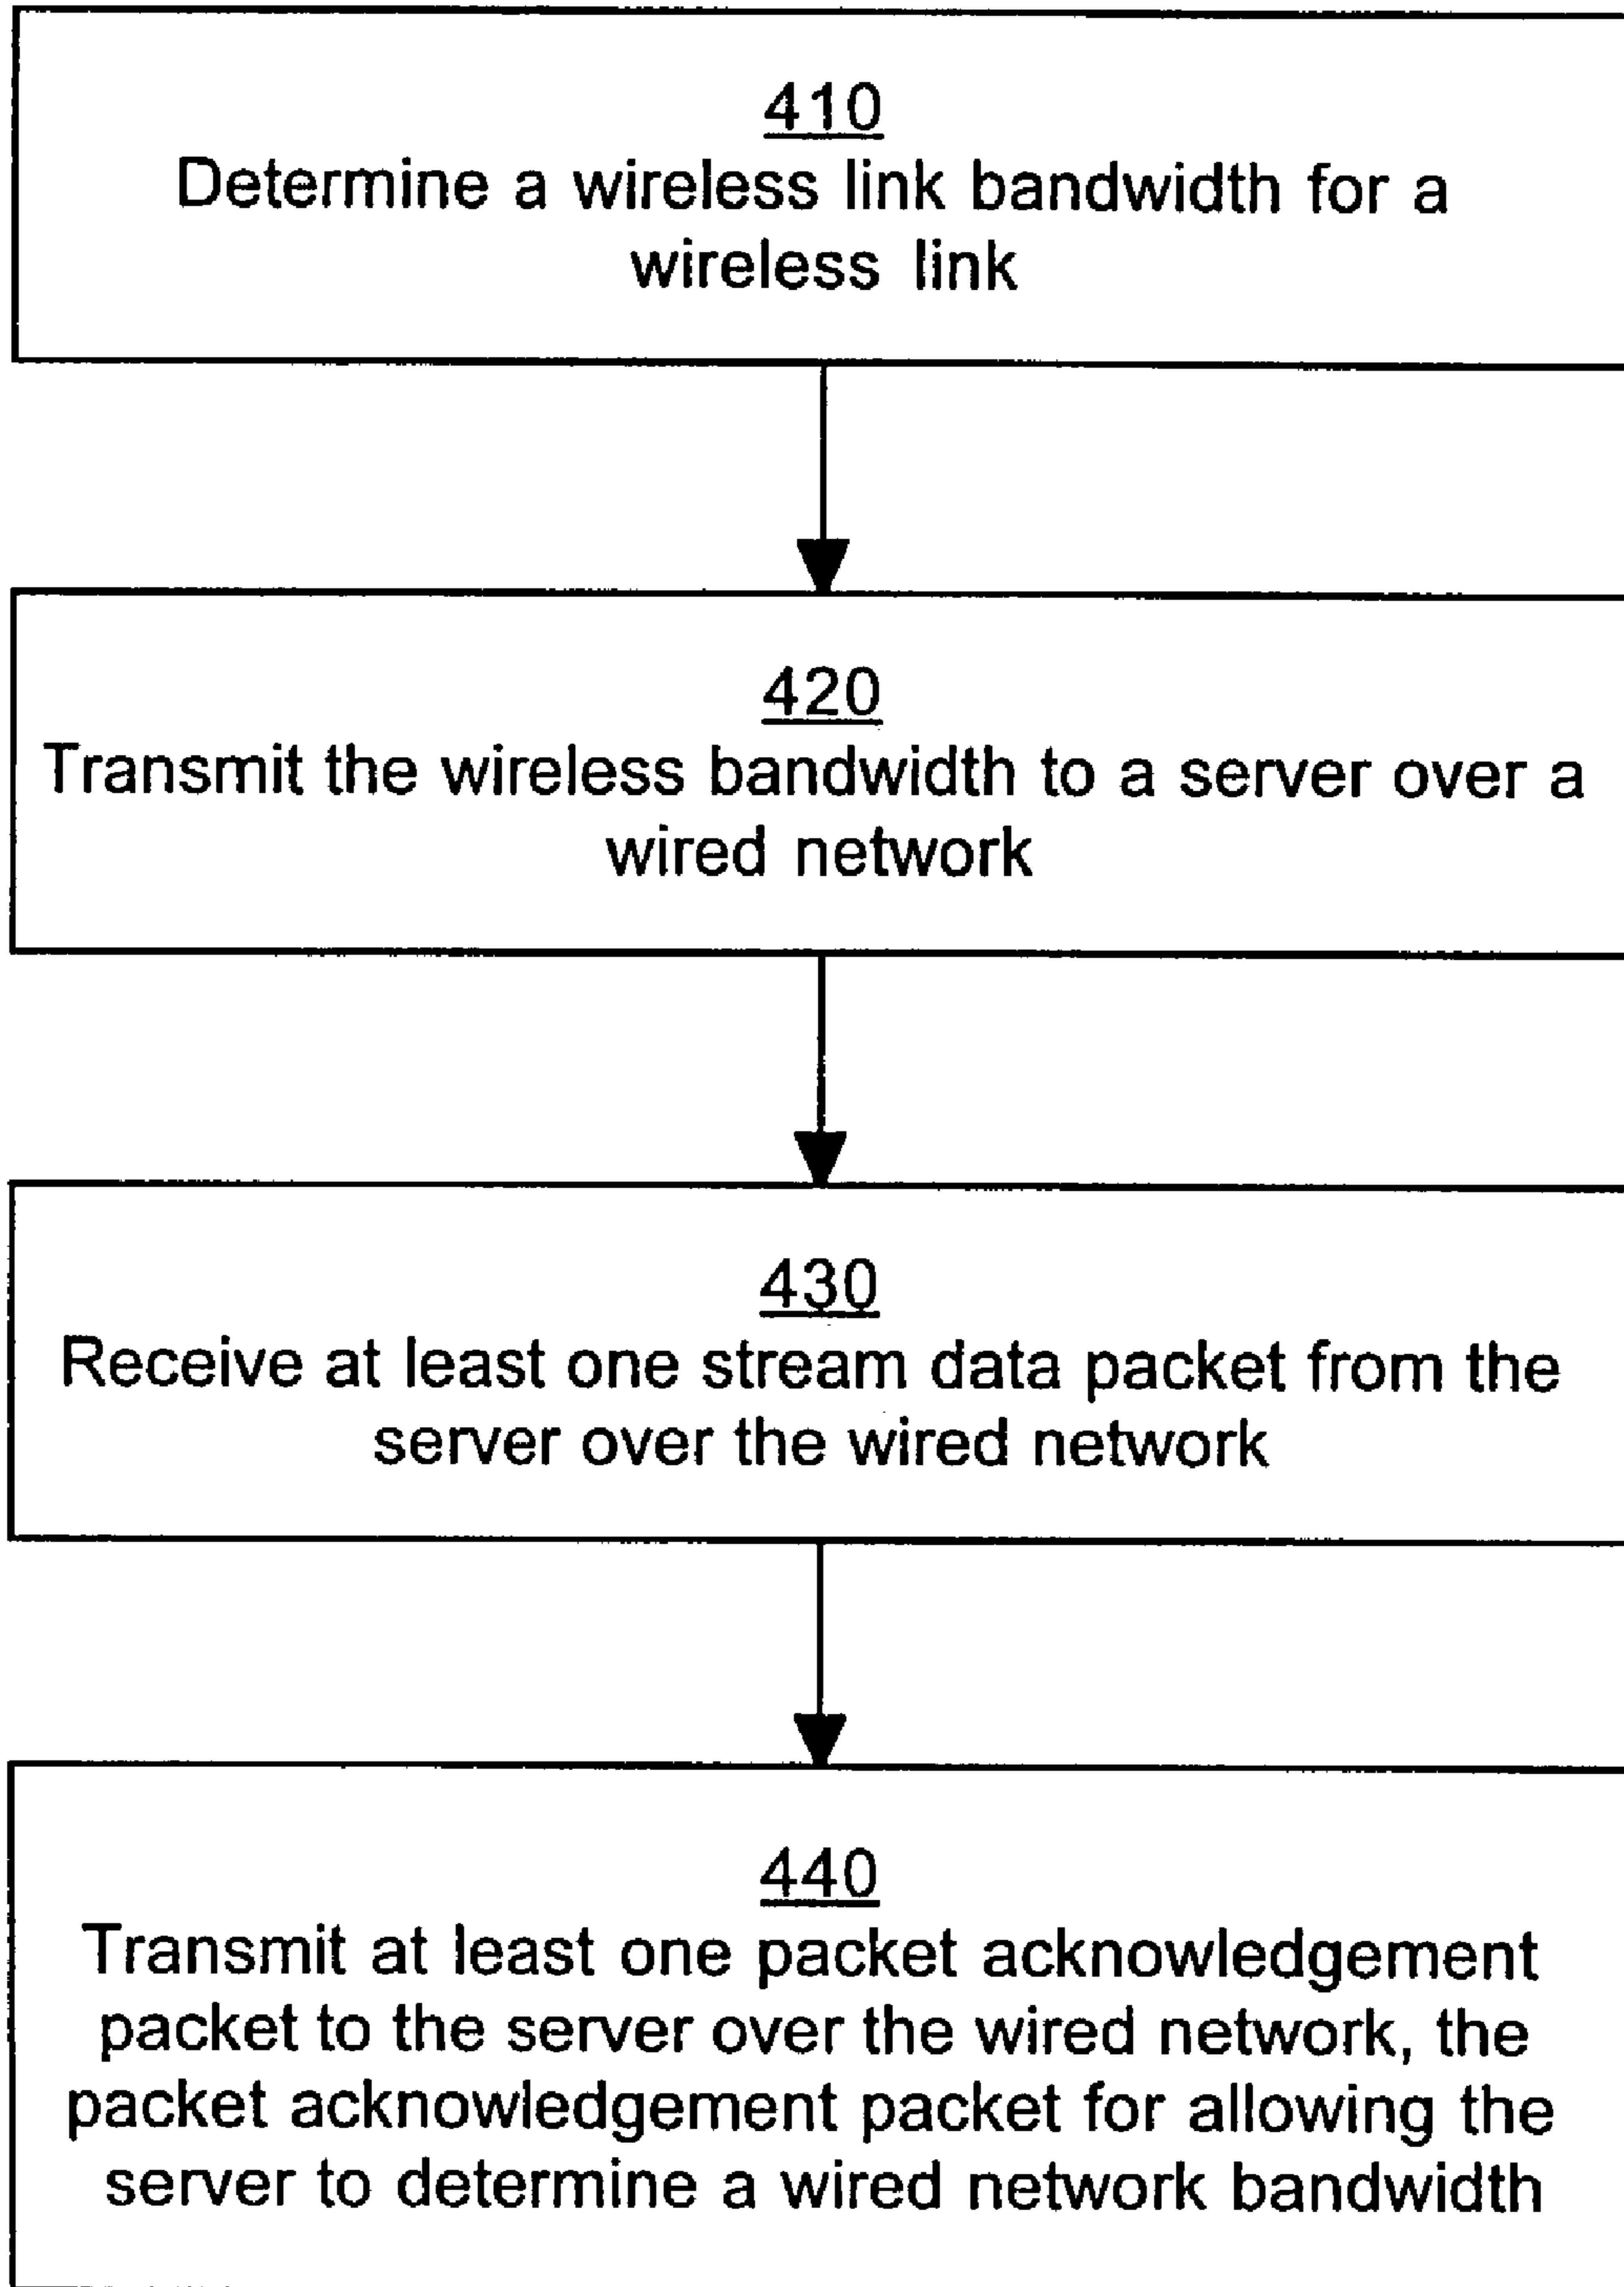 410
Determine a wireless link bandwidth for a
wireless link
420
Transmit the wireless bandwidth to a server over a
wired network
430
Receive at least one stream data packet from the
server over the wired network
440
Transmit at least one packet acknowledgement
packet to the server over the wired network, the
packet acknowledgement packet for allowing the
server to determine a wired network bandwidth